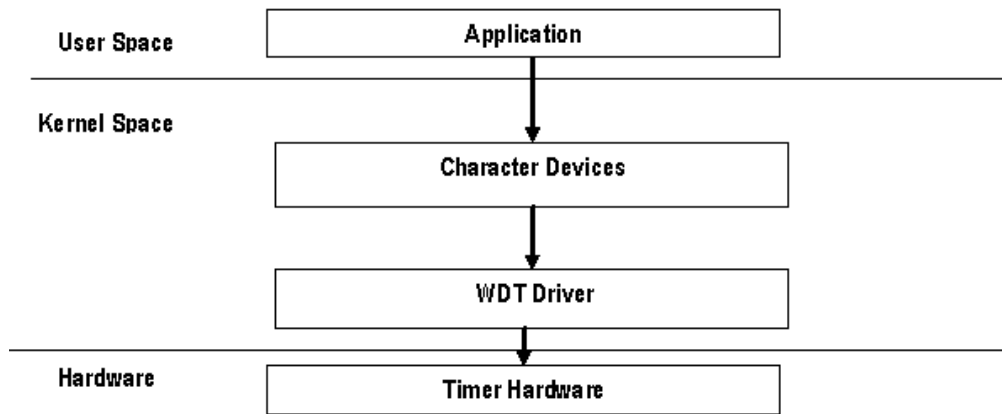 User Space
Application
Kernel Space
Character Devices
WDT Driver
Hardware
Timer Hardware